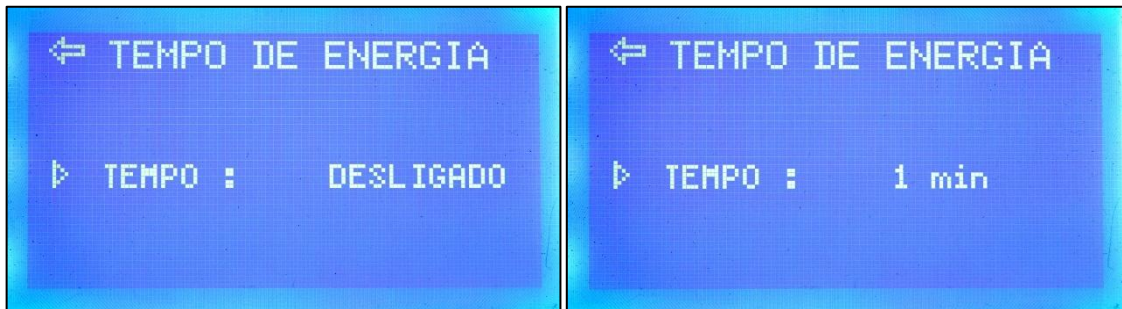 TEMPO DE ENERGIA
TEMPO : DESLIGADO
TEMPO DE ENERGIA
TEMPO : 1 min